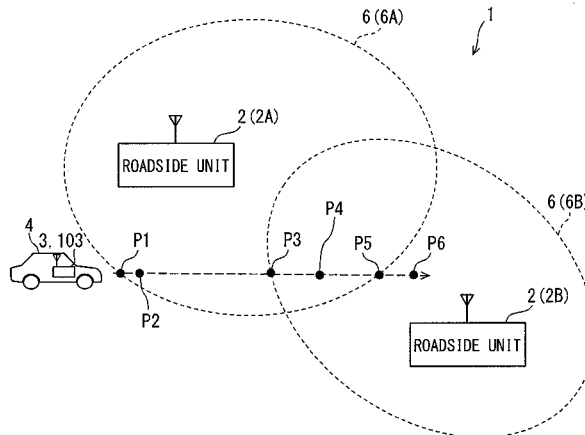 6 (6A)
1
2 (2A)
ROADSIDE UNIT
6 (6B)
4
3, 103
P1
P2
P3
P4
P5
P6
2 (2B)
ROADSIDE UNIT